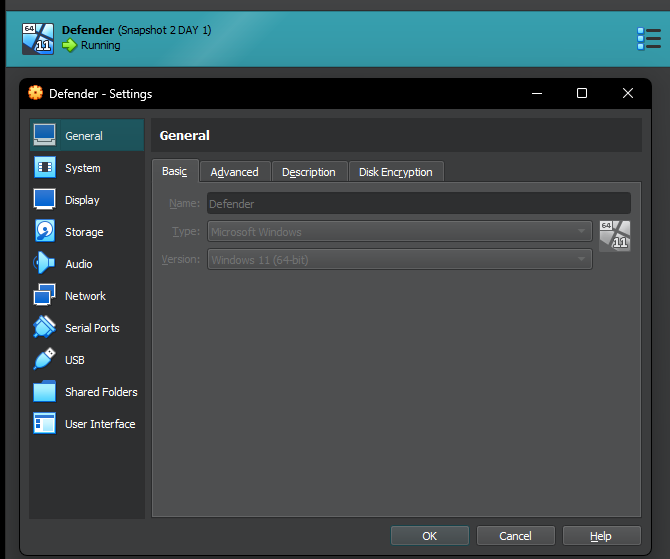 64
11
Defender (Snapshot 2 DAY 1)
Running
Defender - Settings
General
System
Display
Storage
Audio
Network
Serial Ports
USB
Shared Folders
User Interface
General
Basic
Advanced
Description
Disk Encryption
Name: Defender
Type: Microsoft Windows
Version: Windows 11 (64-bit)
64
11
OK
Cancel
Help